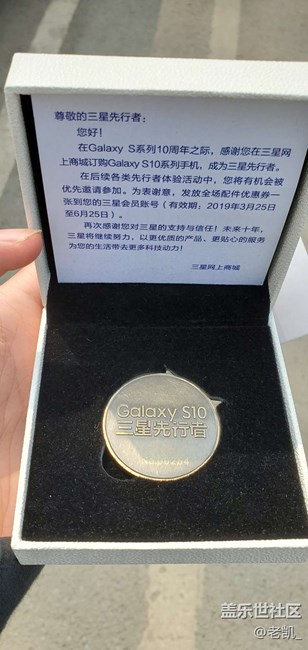 尊敬的三星先行者：
您好！
在Galaxy S系列10周年之际，感谢您在三星网
上商城订购Galaxy S10系列手机，成为三星先行者。
在后续各类先行者体验活动中，您将有机会被
优先邀请参加。为表谢意，发放全场配件优惠券一
张到您的三星会员账号（有效期：2019年3月25日
至6月25日）。
再次感谢您对三星的支持与信任！未来十年，
三星将继续努力，以更优质的产品、更贴心的服务
为您的生活带去更多科技动力！
三星网上商城
Galaxy S10
三星先行者
盖乐世社区
@老凯_